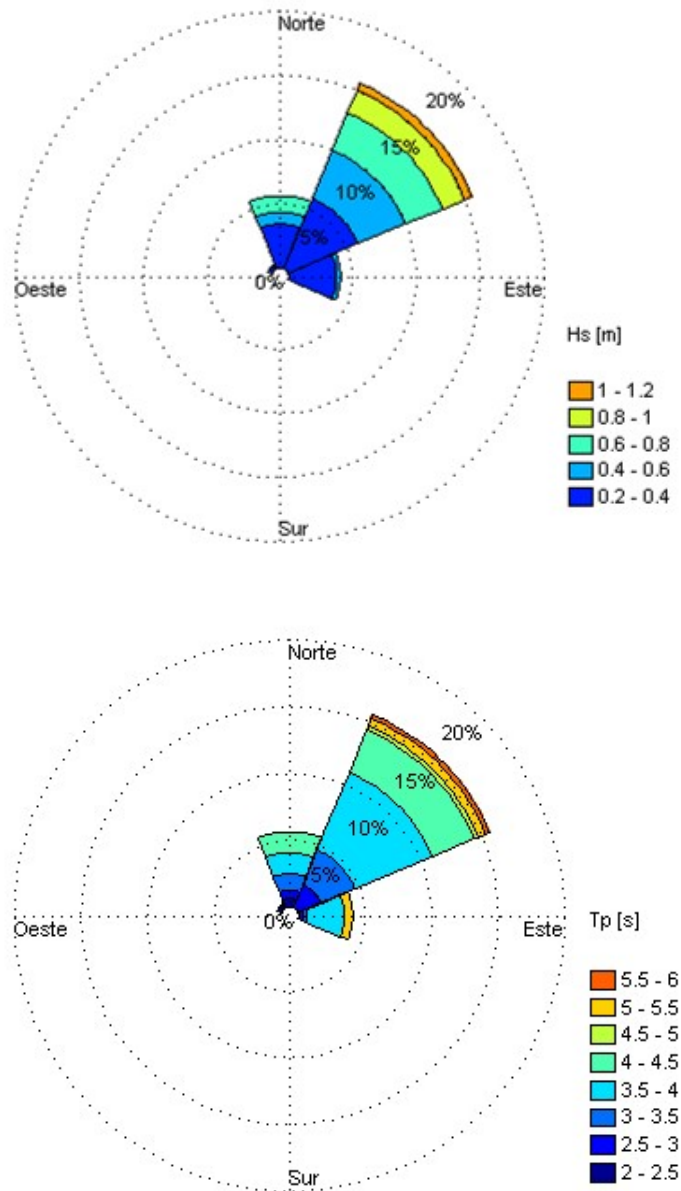 Norte
20%
15%
10%
5%
0%
Oeste
Este
Sur
Hs [m]
1 - 1.2
0.8 - 1
0.6 - 0.8
0.4 - 0.6
0.2 - 0.4
Norte
20%
15%
10%
5%
0%
Oeste
Este
Sur
Tp [s]
5.5 - 6
5 - 5.5
4.5 - 5
4 - 4.5
3.5 - 4
3 - 3.5
2.5 - 3
2 - 2.5